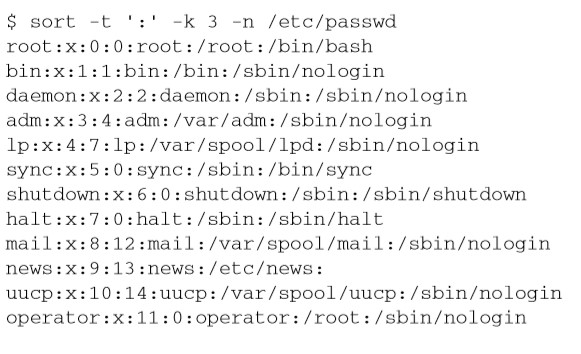 $ sort -t ':' -k 3 -n /etc/passwd
root:x:0:0:root:/root:/bin/bash
bin:x:1:1:bin:/bin:/sbin/nologin
daemon:x:2:2:daemon:/sbin:/sbin/nologin
adm:x:3:4:adm:/var/adm:/sbin/nologin
lp:x:4:7:lp:/var/spool/lpd:/sbin/nologin
sync:x:5:0:sync:/sbin:/bin/sync
shutdown:x:6:0:shutdown:/sbin:/sbin/shutdown
halt:x:7:0:halt:/sbin:/sbin/halt
mail:x:8:12:mail:/var/spool/mail:/sbin/nologin
news:x:9:13:news:/etc/news:
uucp:x:10:14:uucp:/var/spool/uucp:/sbin/nologin
operator:x:11:0:operator:/root:/sbin/nologin